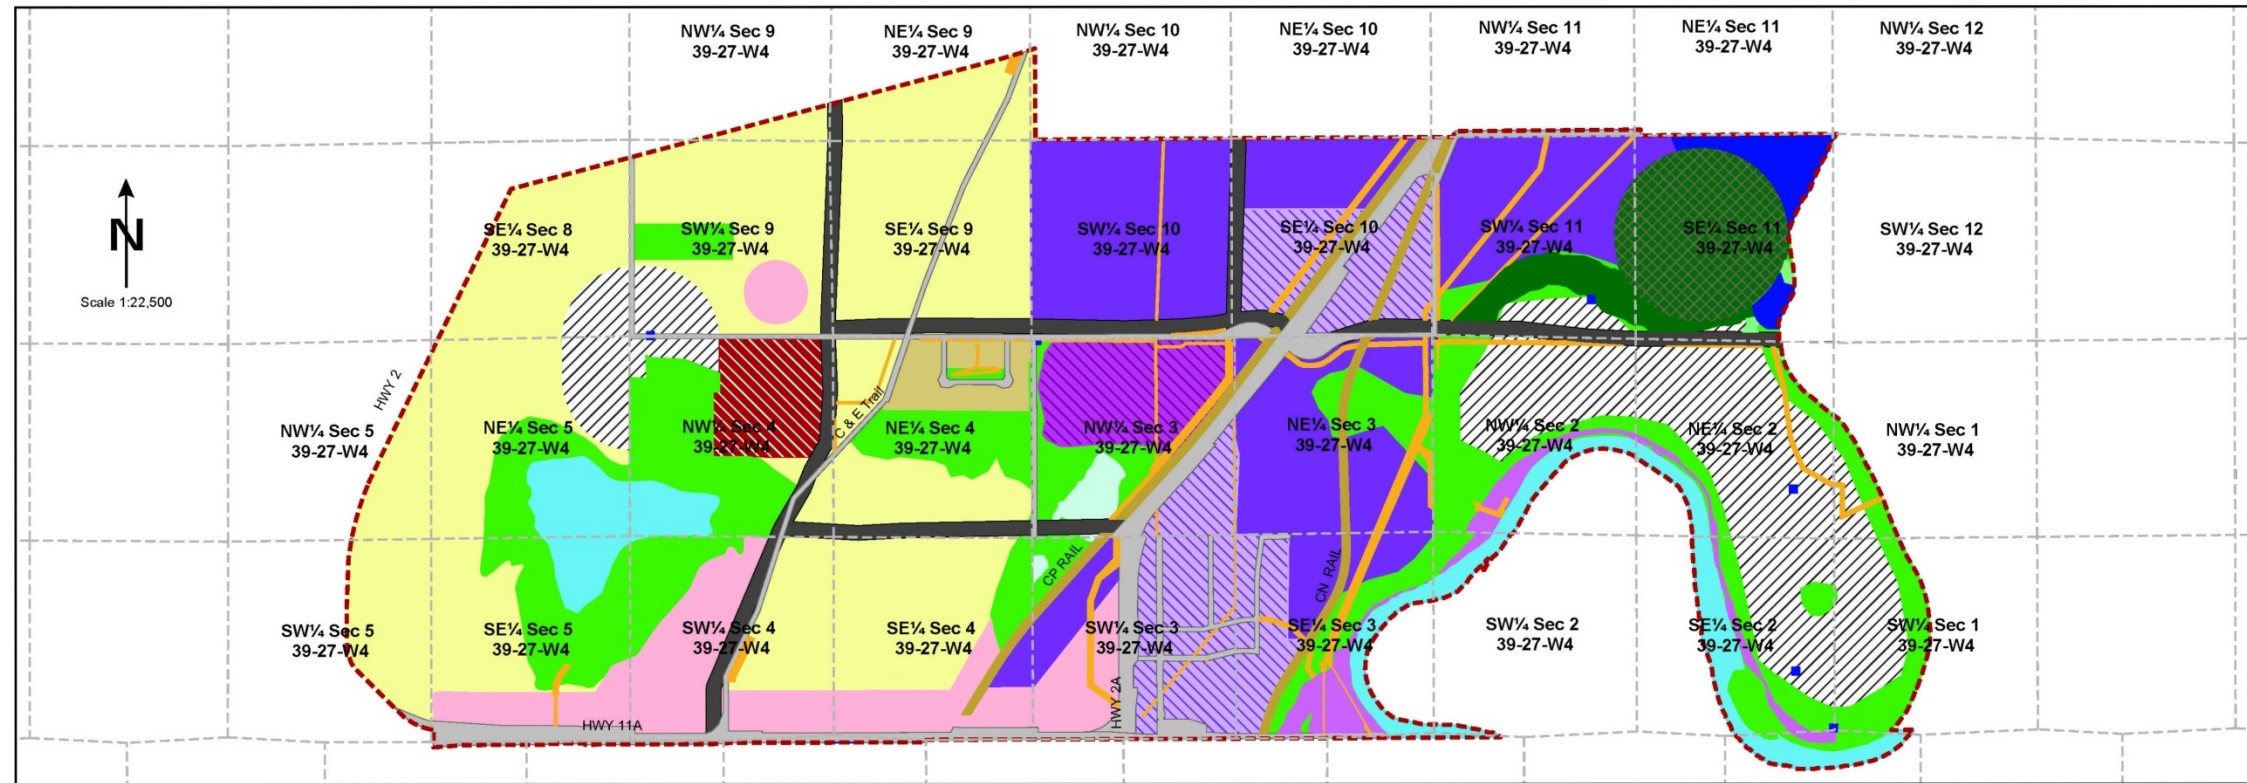 NW¼ Sec 9
39-27-W4
NE¼ Sec 9
39-27-W4
NW¼ Sec 10
39-27-W4
NE¼ Sec 10
39-27-W4
NW¼ Sec 11
39-27-W4
NE¼ Sec 11
39-27-W4
NW¼ Sec 12
39-27-W4
N
Scale 1:22,500
SE¼ Sec 8
39-27-W4
SW¼ Sec 9
39-27-W4
SE¼ Sec 9
39-27-W4
SW¼ Sec 10
39-27-W4
SE¼ Sec 10
39-27-W4
SW¼ Sec 11
39-27-W4
SE¼ Sec 11
39-27-W4
SW¼ Sec 12
39-27-W4
HWY 2
C & E Trail
NW¼ Sec 5
39-27-W4
NE¼ Sec 5
39-27-W4
NW¼ Sec 4
39-27-W4
NE¼ Sec 4
39-27-W4
NW¼ Sec 3
39-27-W4
NE¼ Sec 3
39-27-W4
NW¼ Sec 2
39-27-W4
NE¼ Sec 2
39-27-W4
NW¼ Sec 1
39-27-W4
CP RAIL
CN RAIL
SW¼ Sec 5
39-27-W4
SE¼ Sec 5
39-27-W4
SW¼ Sec 4
39-27-W4
SE¼ Sec 4
39-27-W4
SW¼ Sec 3
39-27-W4
SE¼ Sec 3
39-27-W4
SW¼ Sec 2
39-27-W4
SE¼ Sec 2
39-27-W4
SW¼ Sec 1
39-27-W4
HWY 2A
HWY 11A